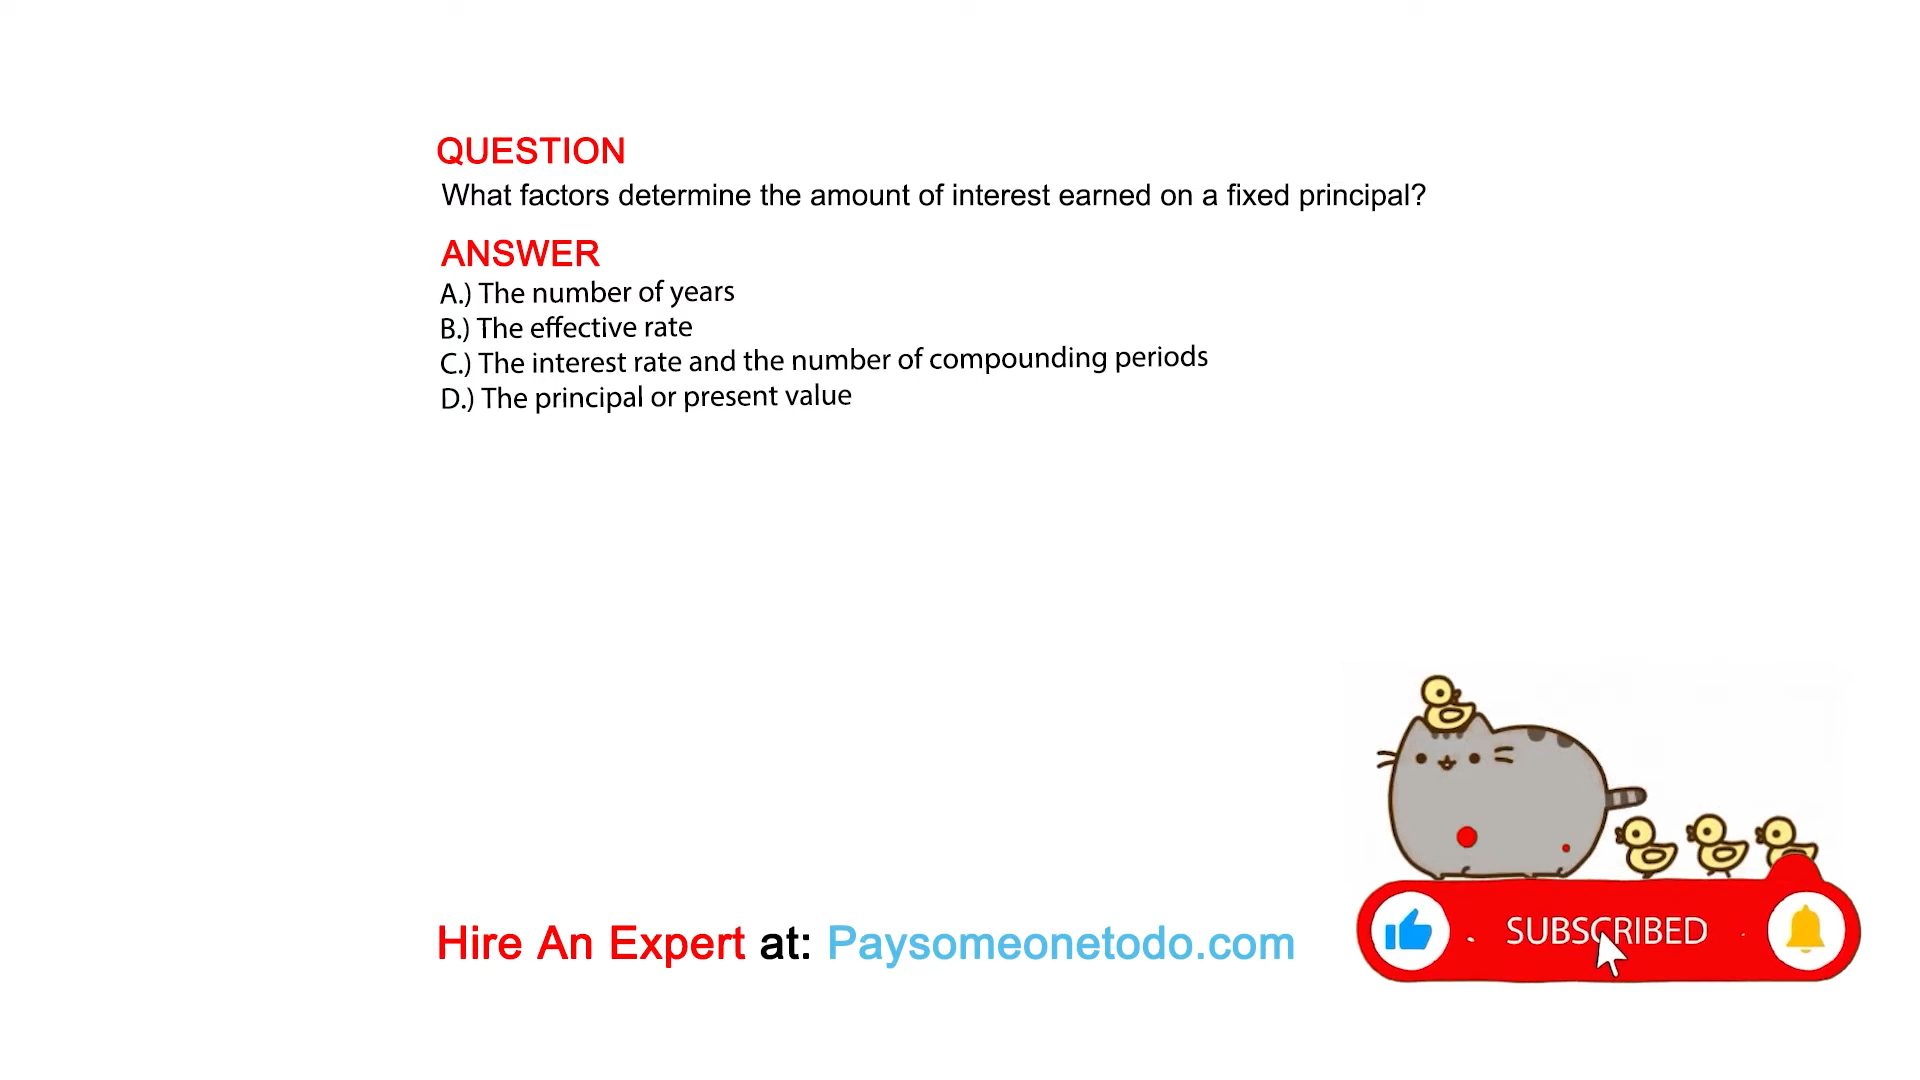 QUESTION
What factors determine the amount of interest earned on a fixed principal?
ANSWER
A.) The number of years
B.) The effective rate
C.) The interest rate and the number of compounding periods
D.) The principal or present value
Hire An Expert at: Paysomeonetodo.com
SUBSCRIBED